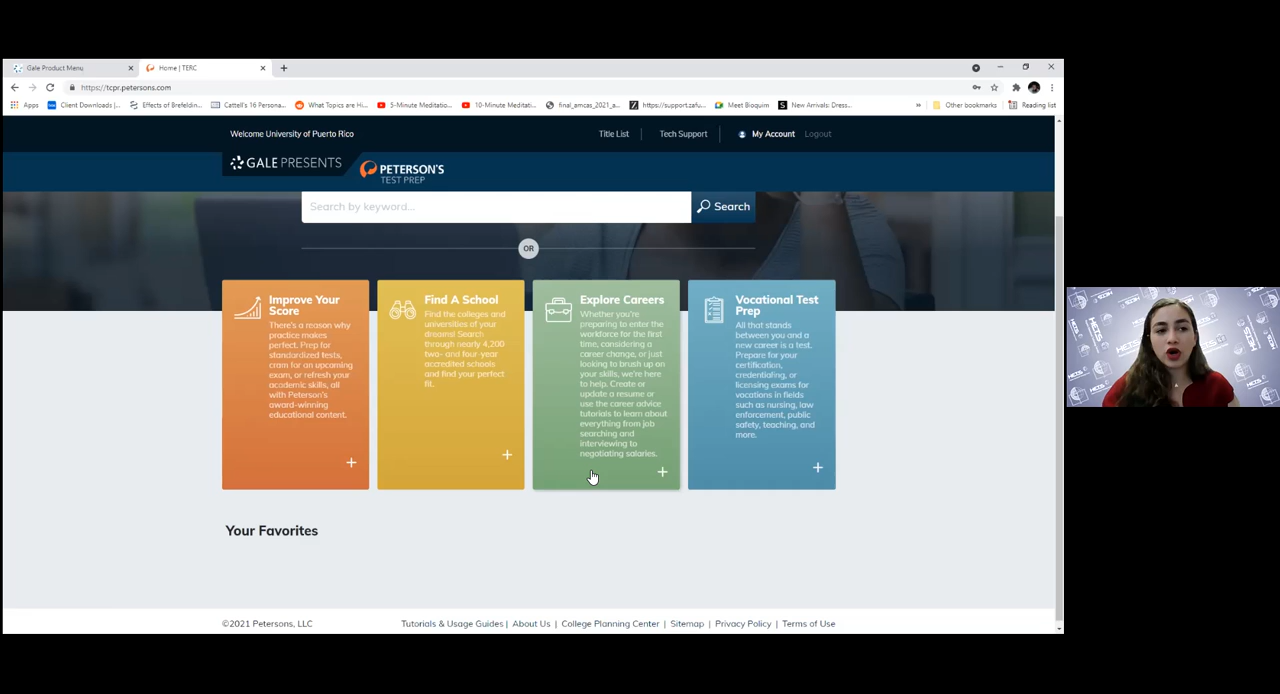 Gale Product Menu
Home | TERC
https://tcpr.petersons.com
Apps
Client Downloads |...
Effects of Brefeldin...
Cattell's 16 Persona...
What Topics are Hi...
5-Minute Meditatio...
10-Minute Meditati...
final_amcas_2021_a...
https://support.zafu...
Meet Bioquim
New Arrivals: Dress...
»
Other bookmarks
Reading list
Welcome University of Puerto Rico
Title List
Tech Support
My Account
Logout
GALE PRESENTS
PETERSON'S
TEST PREP
Search by keyword...
Search
OR
Improve Your
Score
There's a reason why
practice makes
perfect. Prep for
standardized tests,
cram for an upcoming
exam, or refresh your
academic skills, all
with Peterson's
award-winning
educational content.
Find A School
Find the colleges and
universities of your
dreams! Search
through nearly 4,200
two- and four-year
accredited schools
and find your perfect
fit.
Explore Careers
Whether you're
preparing to enter the
workforce for the first
time, considering a
career change, or just
looking to brush up on
your skills, we're here
to help. Create or
update a resume or
use the career advice
tutorials to learn about
everything from job
searching and
interviewing to
negotiating salaries.
Vocational Test
Prep
All that stands
between you and a
new career is a test.
Prepare for your
certification,
credentialing, or
licensing exams for
vocations in fields
such as nursing, law
enforcement, public
safety, teaching, and
more.
Your Favorites
©2021 Petersons, LLC
Tutorials & Usage Guides | About Us | College Planning Center | Sitemap | Privacy Policy | Terms of Use